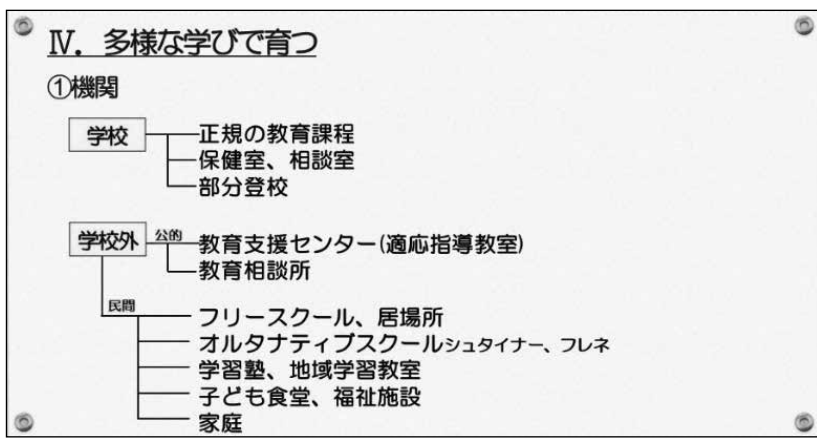 Ⅳ．多様な学びで育つ
①機関
学校
正規の教育課程
保健室、相談室
部分登校
学校外
公的
教育支援センター(適応指導教室)
教育相談所
民間
フリースクール、居場所
オルタナティブスクールシュタイナー、フレネ
学習塾、地域学習教室
子ども食堂、福祉施設
家庭